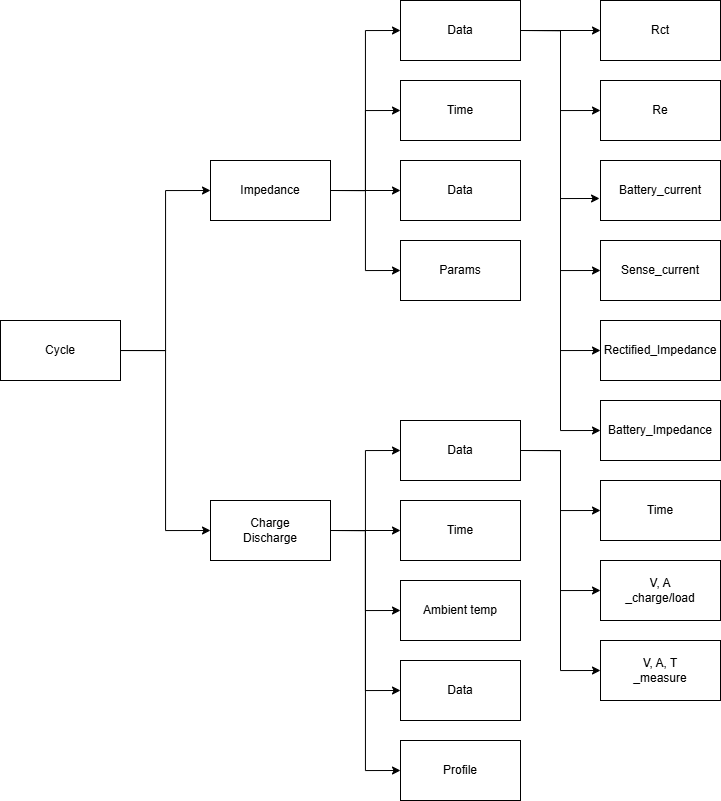 Data
Rct
Time
Re
Impedance
Data
Battery_current
Params
Sense_current
Cycle
Rectified_Impedance
Data
Battery_Impedance
Charge
Discharge
Time
Time
Ambient temp
V, A
_charge/load
Data
V, A, T
_measure
Profile